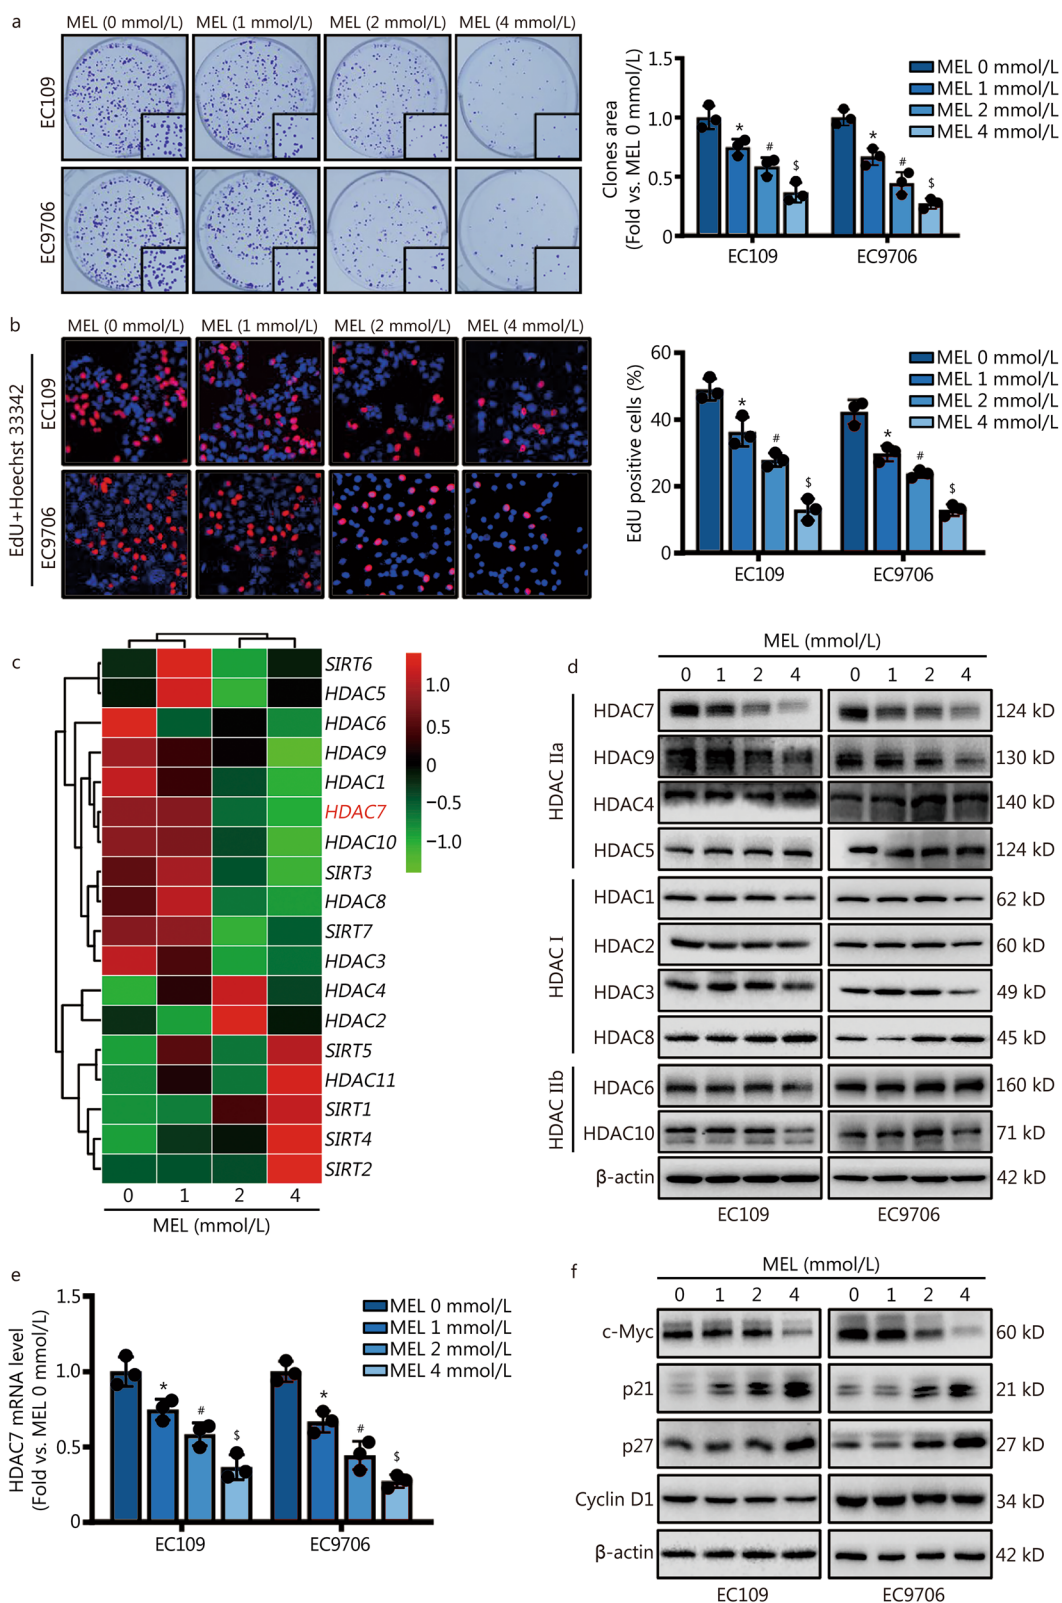 a
MEL (0 mmol/L) MEL (1 mmol/L) MEL (2 mmol/L) MEL (4 mmol/L)
EC109
EC9706
Clones area
(Fold vs. MEL 0 mmol/L)
1.5
1.0
0.5
0
* # $ * # $
EC109 EC9706
MEL 0 mmol/L
MEL 1 mmol/L
MEL 2 mmol/L
MEL 4 mmol/L
b
MEL (0 mmol/L) MEL (1 mmol/L) MEL (2 mmol/L) MEL (4 mmol/L)
EdU+Hoechst 33342
EC109
EC9706
EdU positive cells (%)
60
40
20
0
* # $ * # $
EC109 EC9706
MEL 0 mmol/L
MEL 1 mmol/L
MEL 2 mmol/L
MEL 4 mmol/L
c
SIRT6
HDAC5
HDAC6
HDAC9
HDAC1
HDAC7
HDAC10
SIRT3
HDAC8
SIRT7
HDAC3
HDAC4
HDAC2
SIRT5
HDAC11
SIRT1
SIRT4
SIRT2
1.0
0.5
0
−0.5
−1.0
0 1 2 4
MEL (mmol/L)
d
MEL (mmol/L)
0 1 2 4 0 1 2 4
HDAC IIa
HDAC7 124 kD
HDAC9 130 kD
HDAC4 140 kD
HDAC5 124 kD
HDAC I
HDAC1 62 kD
HDAC2 60 kD
HDAC3 49 kD
HDAC8 45 kD
HDAC IIb
HDAC6 160 kD
HDAC10 71 kD
β-actin 42 kD
EC109 EC9706
e
HDAC7 mRNA level
(Fold vs. MEL 0 mmol/L)
1.5
1.0
0.5
0
* # $ * # $
EC109 EC9706
MEL 0 mmol/L
MEL 1 mmol/L
MEL 2 mmol/L
MEL 4 mmol/L
f
MEL (mmol/L)
0 1 2 4 0 1 2 4
c-Myc 60 kD
p21 21 kD
p27 27 kD
Cyclin D1 34 kD
β-actin 42 kD
EC109 EC9706